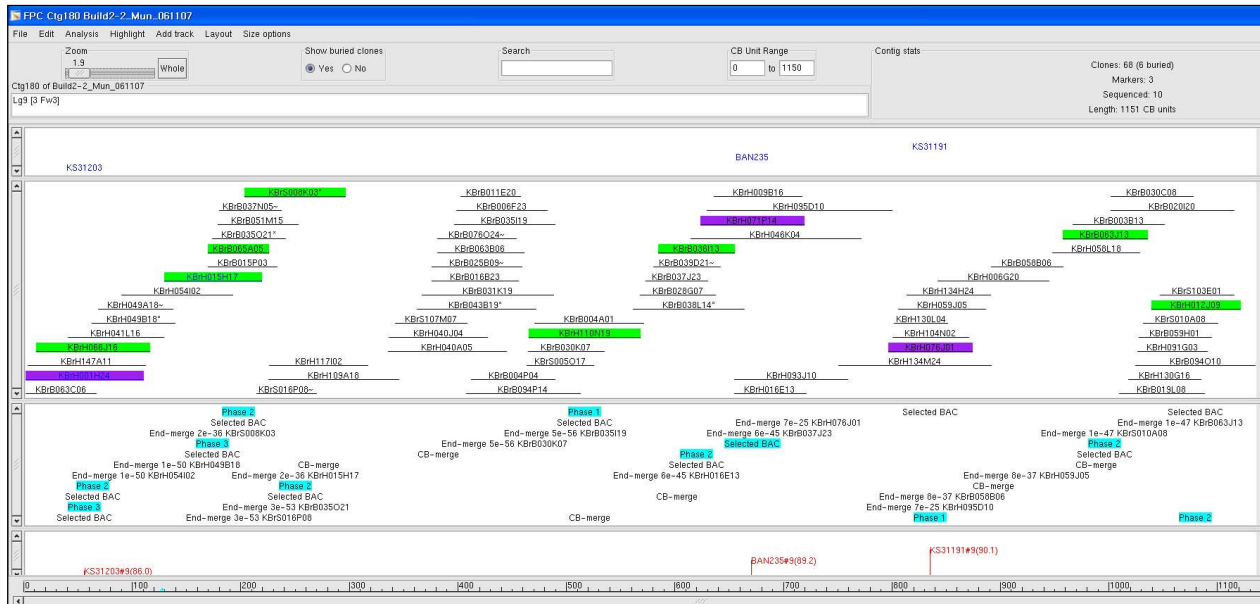 FPC Ctg180 Build2-2_Mun_061107
File Edit Analysis Highlight Add track Layout Size options
Zoom Show buried clones Search CB Unit Range Contig stats
1.9 Whole Yes No 0 to 1150 Clones: 68 (6 buried)
Markers: 3
Ctg180 of Build2-2_Mun_061107 Sequenced: 10
Lg9 [3 Fw3] Length: 1151 CB units
KS31191
BAN235
KS31203
KBrS008K03* KBrB011E20 KBrH009B16 KBrB030C08
KBrB037N05~ KBrB006F23 KBrH095D10 KBrB020I20
KBrB051M15 KBrB035I19 KBrH071P14 KBrB003B13
KBrB035O21* KBrB076O24~ KBrH046K04 KBrB063J13
KBrB065A05 KBrB063B06 KBrB036I13 KBrH058L18
KBrB015P03 KBrB025B09~ KBrB039D21~ KBrB058B06
KBrH015H17 KBrB016B23 KBrB037J23 KBrH006G20
KBrH054I02 KBrB031K19 KBrB028G07 KBrH134H24 KBrS103E01
KBrH049A18~ KBrB043B19* KBrB038L14* KBrH059J05 KBrH012J09
KBrH049B18* KBrS107M07 KBrB004A01 KBrH130L04 KBrS010A08
KBrH041L16 KBrH040J04 KBrH110N19 KBrH104N02 KBrB059H01
KBrH066J16 KBrH040A05 KBrB030K07 KBrH076J01 KBrH091G03
KBrH147A11 KBrH117I02 KBrS005O17 KBrH134M24 KBrB094O10
KBrH001H24 KBrH109A18 KBrB004P04 KBrH093J10 KBrH130G16
KBrB063C06 KBrS016P08~ KBrB094P14 KBrH016E13 KBrB019L08
Phase 2 Phase 1 Selected BAC Selected BAC
Selected BAC Selected BAC End-merge 7e-25 KBrH076J01 End-merge 1e-47 KBrB063J13
End-merge 2e-36 KBrS008K03 End-merge 5e-56 KBrB035I19 End-merge 6e-45 KBrB037J23 End-merge 1e-47 KBrS010A08
Phase 3 End-merge 5e-56 KBrB030K07 Selected BAC Phase 2
Selected BAC CB-merge Phase 2 Selected BAC
End-merge 1e-50 KBrH049B18 CB-merge Selected BAC CB-merge
End-merge 1e-50 KBrH054I02 End-merge 2e-36 KBrH015H17 End-merge 6e-45 KBrH016E13 End-merge 8e-37 KBrH059J05
Phase 2 Phase 2 CB-merge
Selected BAC Selected BAC CB-merge End-merge 8e-37 KBrB058B06
Phase 3 End-merge 3e-53 KBrB035O21 End-merge 7e-25 KBrH095D10
Selected BAC End-merge 3e-53 KBrS016P08 CB-merge Phase 1 Phase 2
KS31191#9(90.1)
BAN235#9(89.2)
KS31203#9(86.0)
0 100 200 300 400 500 600 700 800 900 1000 1100